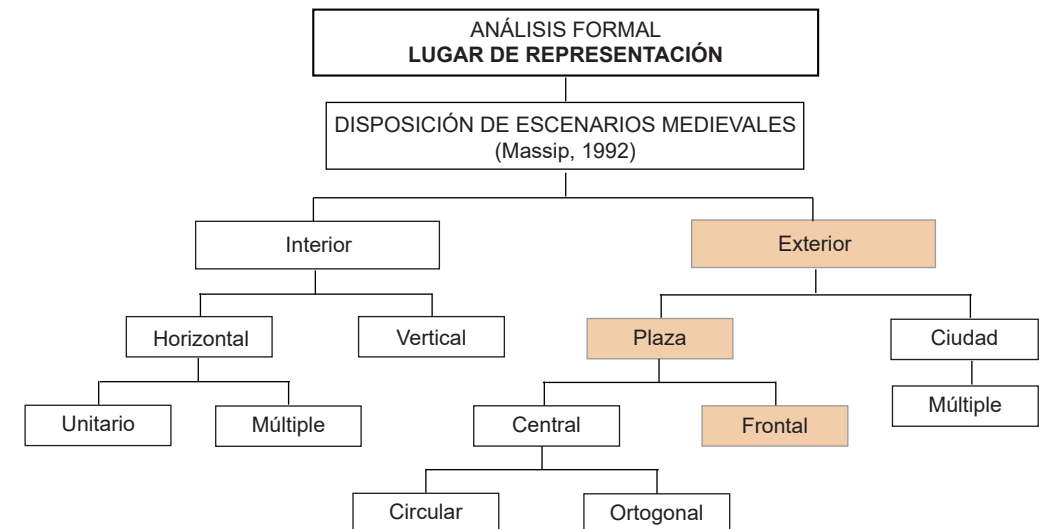 ANÁLISIS FORMAL
LUGAR DE REPRESENTACIÓN
DISPOSICIÓN DE ESCENARIOS MEDIEVALES
(Massip, 1992)
Interior
Exterior
Horizontal
Vertical
Plaza
Ciudad
Unitario
Múltiple
Central
Frontal
Múltiple
Circular
Ortogonal